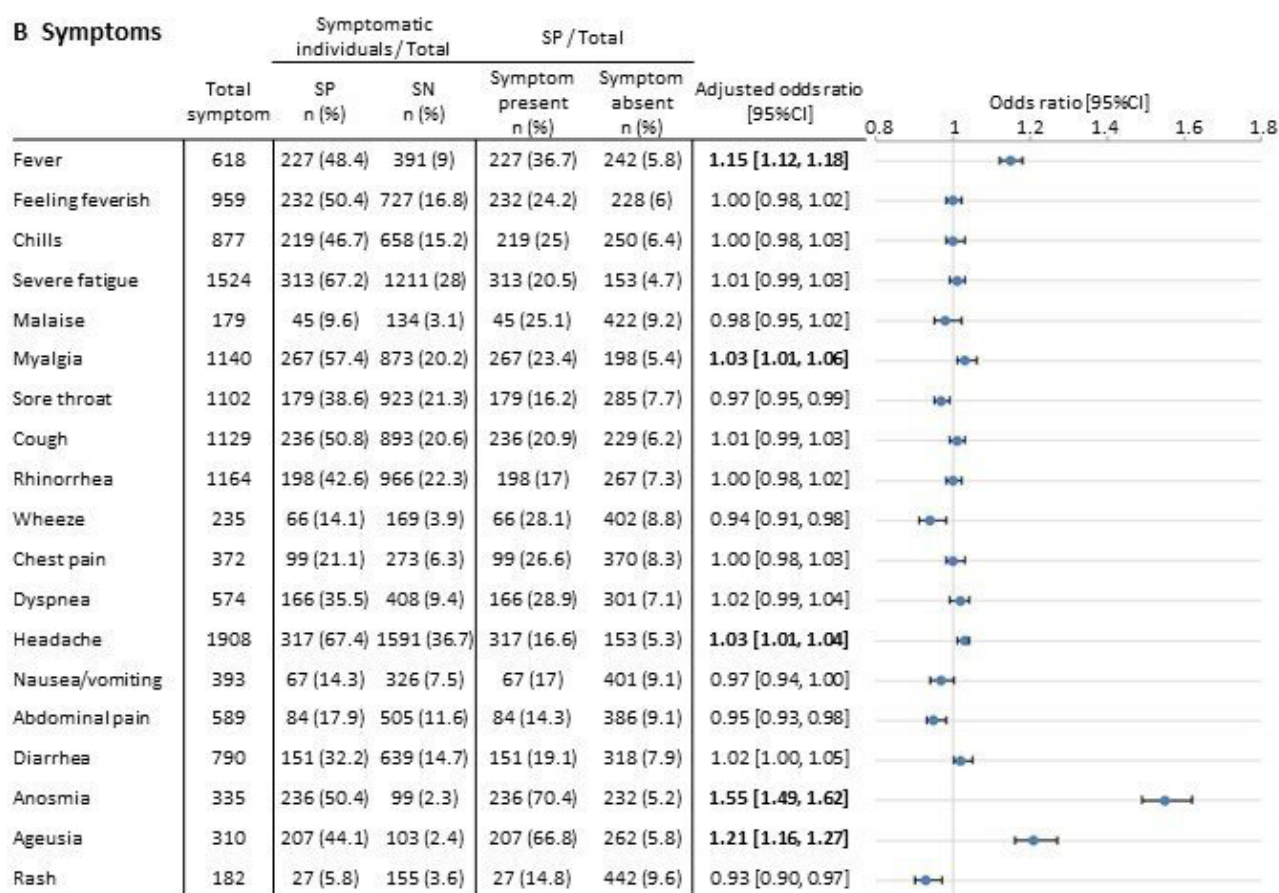 B Symptoms
Symptomatic individuals / Total
SP / Total
Total symptom
SP n (%)
SN n (%)
Symptom present n (%)
Symptom absent n (%)
Adjusted odds ratio [95%CI]
Odds ratio [95%CI]
0.8 1 1.2 1.4 1.6 1.8
Fever 618 227 (48.4) 391 (9) 227 (36.7) 242 (5.8) 1.15 [1.12, 1.18]
Feeling feverish 959 232 (50.4) 727 (16.8) 232 (24.2) 228 (6) 1.00 [0.98, 1.02]
Chills 877 219 (46.7) 658 (15.2) 219 (25) 250 (6.4) 1.00 [0.98, 1.03]
Severe fatigue 1524 313 (67.2) 1211 (28) 313 (20.5) 153 (4.7) 1.01 [0.99, 1.03]
Malaise 179 45 (9.6) 134 (3.1) 45 (25.1) 422 (9.2) 0.98 [0.95, 1.02]
Myalgia 1140 267 (57.4) 873 (20.2) 267 (23.4) 198 (5.4) 1.03 [1.01, 1.06]
Sore throat 1102 179 (38.6) 923 (21.3) 179 (16.2) 285 (7.7) 0.97 [0.95, 0.99]
Cough 1129 236 (50.8) 893 (20.6) 236 (20.9) 229 (6.2) 1.01 [0.99, 1.03]
Rhinorrhea 1164 198 (42.6) 966 (22.3) 198 (17) 267 (7.3) 1.00 [0.98, 1.02]
Wheeze 235 66 (14.1) 169 (3.9) 66 (28.1) 402 (8.8) 0.94 [0.91, 0.98]
Chest pain 372 99 (21.1) 273 (6.3) 99 (26.6) 370 (8.3) 1.00 [0.98, 1.03]
Dyspnea 574 166 (35.5) 408 (9.4) 166 (28.9) 301 (7.1) 1.02 [0.99, 1.04]
Headache 1908 317 (67.4) 1591 (36.7) 317 (16.6) 153 (5.3) 1.03 [1.01, 1.04]
Nausea/vomiting 393 67 (14.3) 326 (7.5) 67 (17) 401 (9.1) 0.97 [0.94, 1.00]
Abdominal pain 589 84 (17.9) 505 (11.6) 84 (14.3) 386 (9.1) 0.95 [0.93, 0.98]
Diarrhea 790 151 (32.2) 639 (14.7) 151 (19.1) 318 (7.9) 1.02 [1.00, 1.05]
Anosmia 335 236 (50.4) 99 (2.3) 236 (70.4) 232 (5.2) 1.55 [1.49, 1.62]
Ageusia 310 207 (44.1) 103 (2.4) 207 (66.8) 262 (5.8) 1.21 [1.16, 1.27]
Rash 182 27 (5.8) 155 (3.6) 27 (14.8) 442 (9.6) 0.93 [0.90, 0.97]